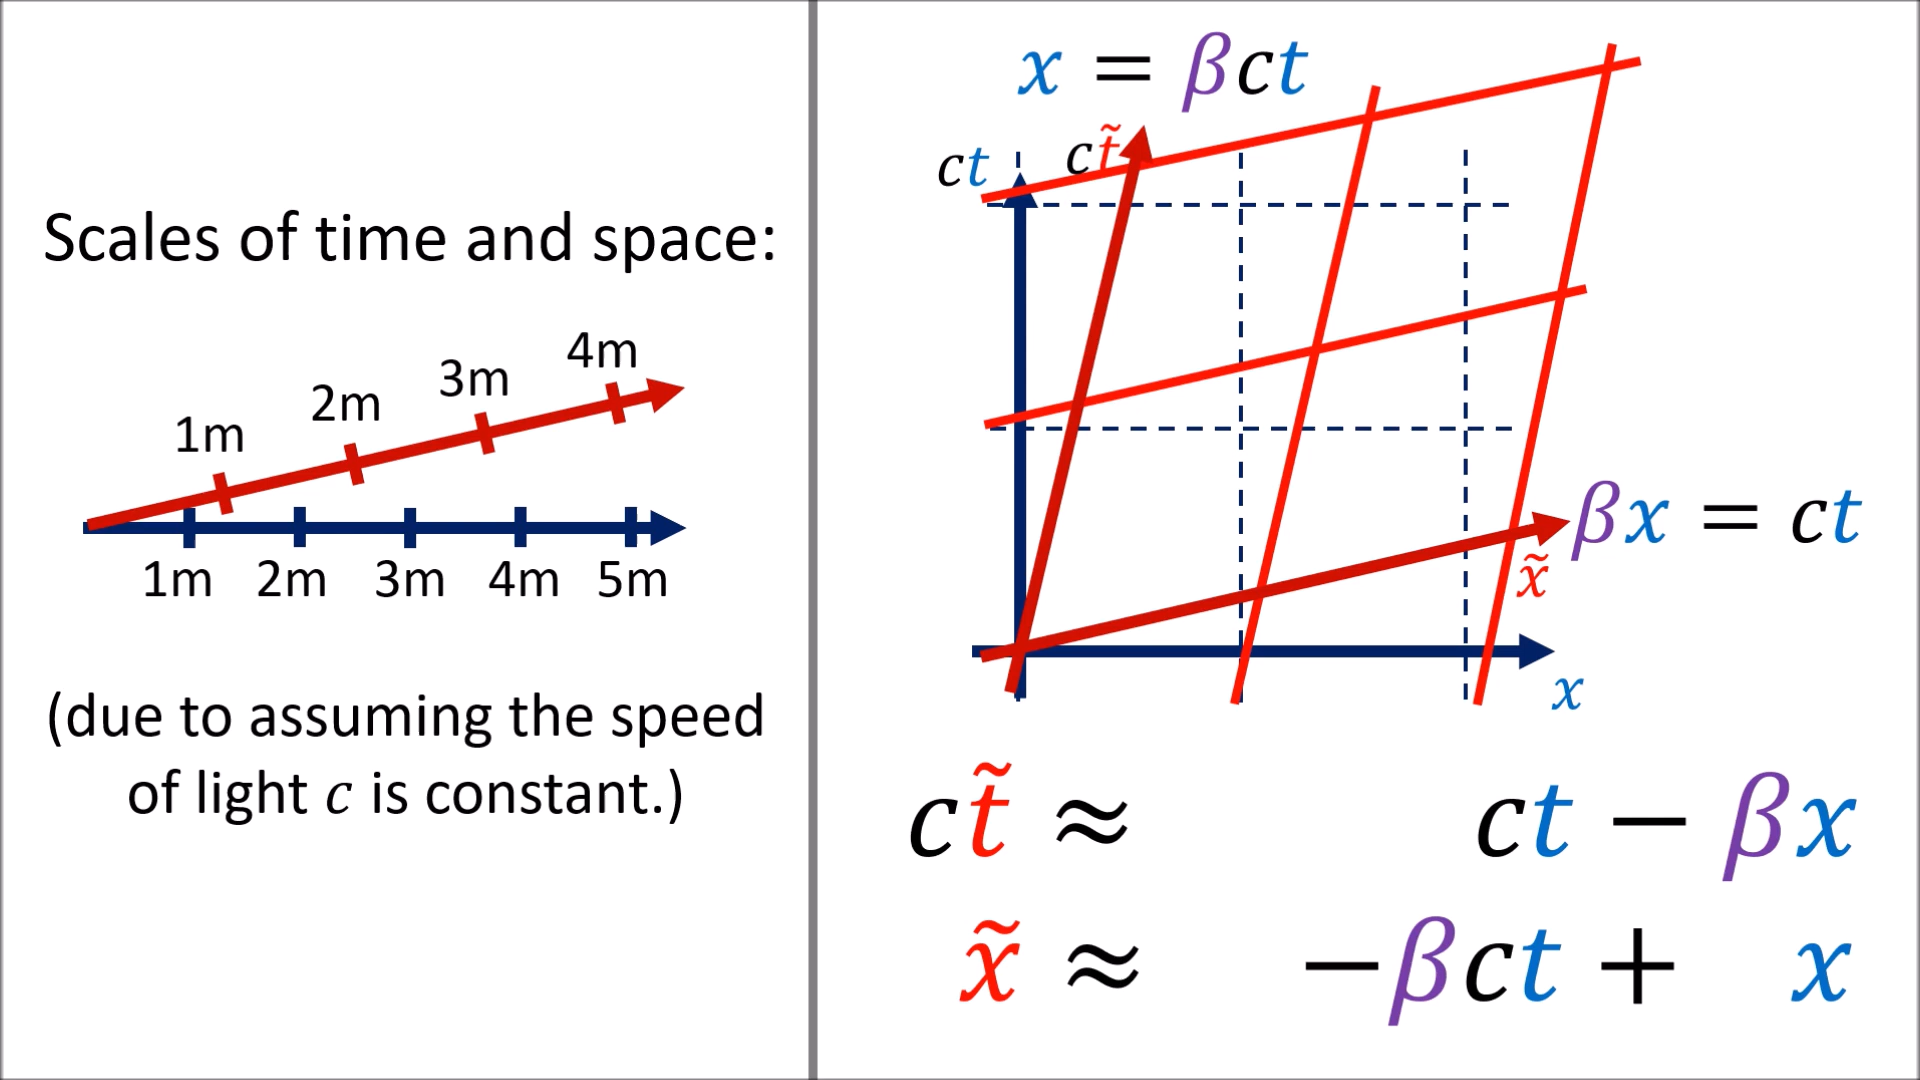 Scales of time and space:
1m 2m 3m 4m
1m 2m 3m 4m 5m
(due to assuming the speed
of light c is constant.)
x = βct
ct
ct̃
βx = ct
x̃
x
ct̃ ≈ ct − βx
x̃ ≈ −βct + x